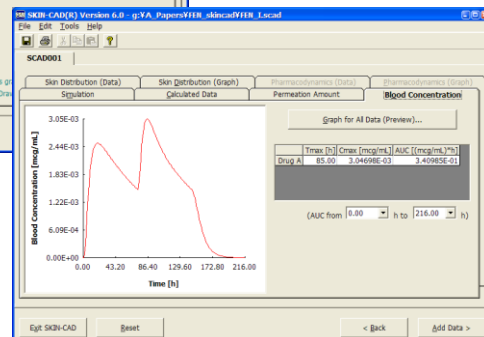 SKIN-CAD(R) Version 6.0 - g:\A_Papers\FEN_skincad\FEN_I.scad
File Edit Tools Help
SCAD001
Skin Distribution (Data) Skin Distribution (Graph) Pharmacodynamics (Data) Pharmacodynamics (Graph)
Simulation Calculated Data Permeation Amount Blood Concentration
Graph for All Data (Preview)...
Tmax [h] Cmax [mcg/mL] AUC [(mcg/mL)*h]
Drug A 85.00 3.04698E-03 3.40985E-01
(AUC from 0.00 h to 216.00 h)
Blood Concentration [mcg/mL]
3.05E-03
2.44E-03
1.83E-03
1.22E-03
6.09E-04
0.00E+00
0.00 43.20 86.40 129.60 172.80 216.00
Time [h]
Exit SKIN-CAD Reset < Back Add Data >